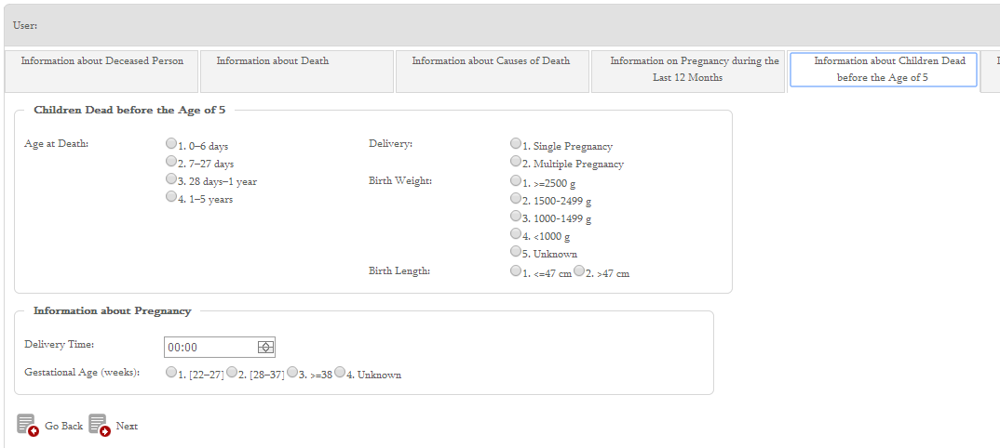 User:
Information about Deceased Person
Information about Death
Information about Causes of Death
Information on Pregnancy during the
Last 12 Months
Information about Children Dead
before the Age of 5
Children Dead before the Age of 5
Age at Death:
1. 0–6 days
2. 7–27 days
3. 28 days–1 year
4. 1–5 years
Delivery:
1. Single Pregnancy
2. Multiple Pregnancy
Birth Weight:
1. >=2500 g
2. 1500-2499 g
3. 1000-1499 g
4. <1000 g
5. Unknown
Birth Length:
1. <=47 cm 2. >47 cm
Information about Pregnancy
Delivery Time:
00:00
Gestational Age (weeks):
1. [22–27] 2. [28–37] 3. >=38 4. Unknown
Go Back Next